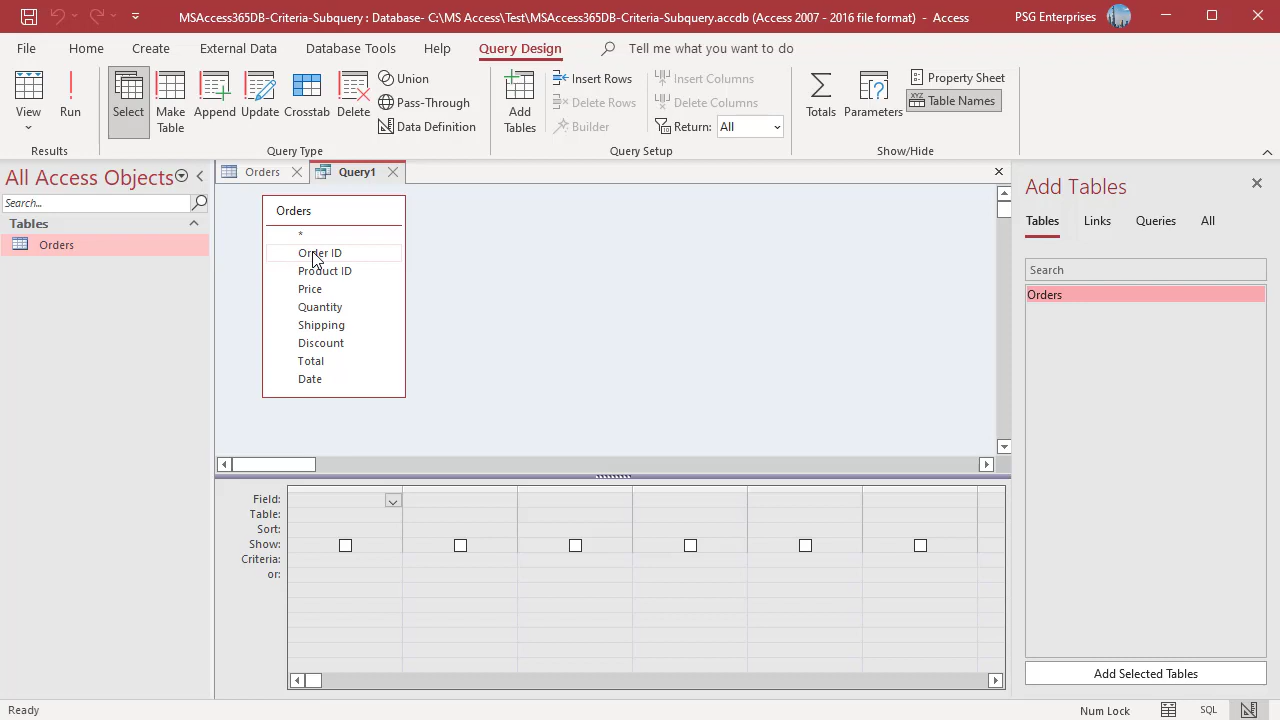 MSAccess365DB-Criteria-Subquery : Database- C:\MS Access\Test\MSAccess365DB-Criteria-Subquery.accdb (Access 2007 - 2016 file format) - Access
PSG Enterprises
File Home Create External Data Database Tools Help Query Design Tell me what you want to do
View
Run
Results
Select
Make Table
Append
Update
Crosstab
Delete
Union
Pass-Through
Data Definition
Query Type
Add Tables
Insert Rows
Delete Rows
Builder
Insert Columns
Delete Columns
Return: All
Query Setup
Totals
Parameters
Property Sheet
XYZ Table Names
Show/Hide
All Access Objects
Search...
Tables
Orders
Orders
Query1
Orders
*
Order ID
Product ID
Price
Quantity
Shipping
Discount
Total
Date
Field:
Table:
Sort:
Show:
Criteria:
or:
Add Tables
Tables Links Queries All
Search
Orders
Add Selected Tables
Ready
Num Lock
SQL